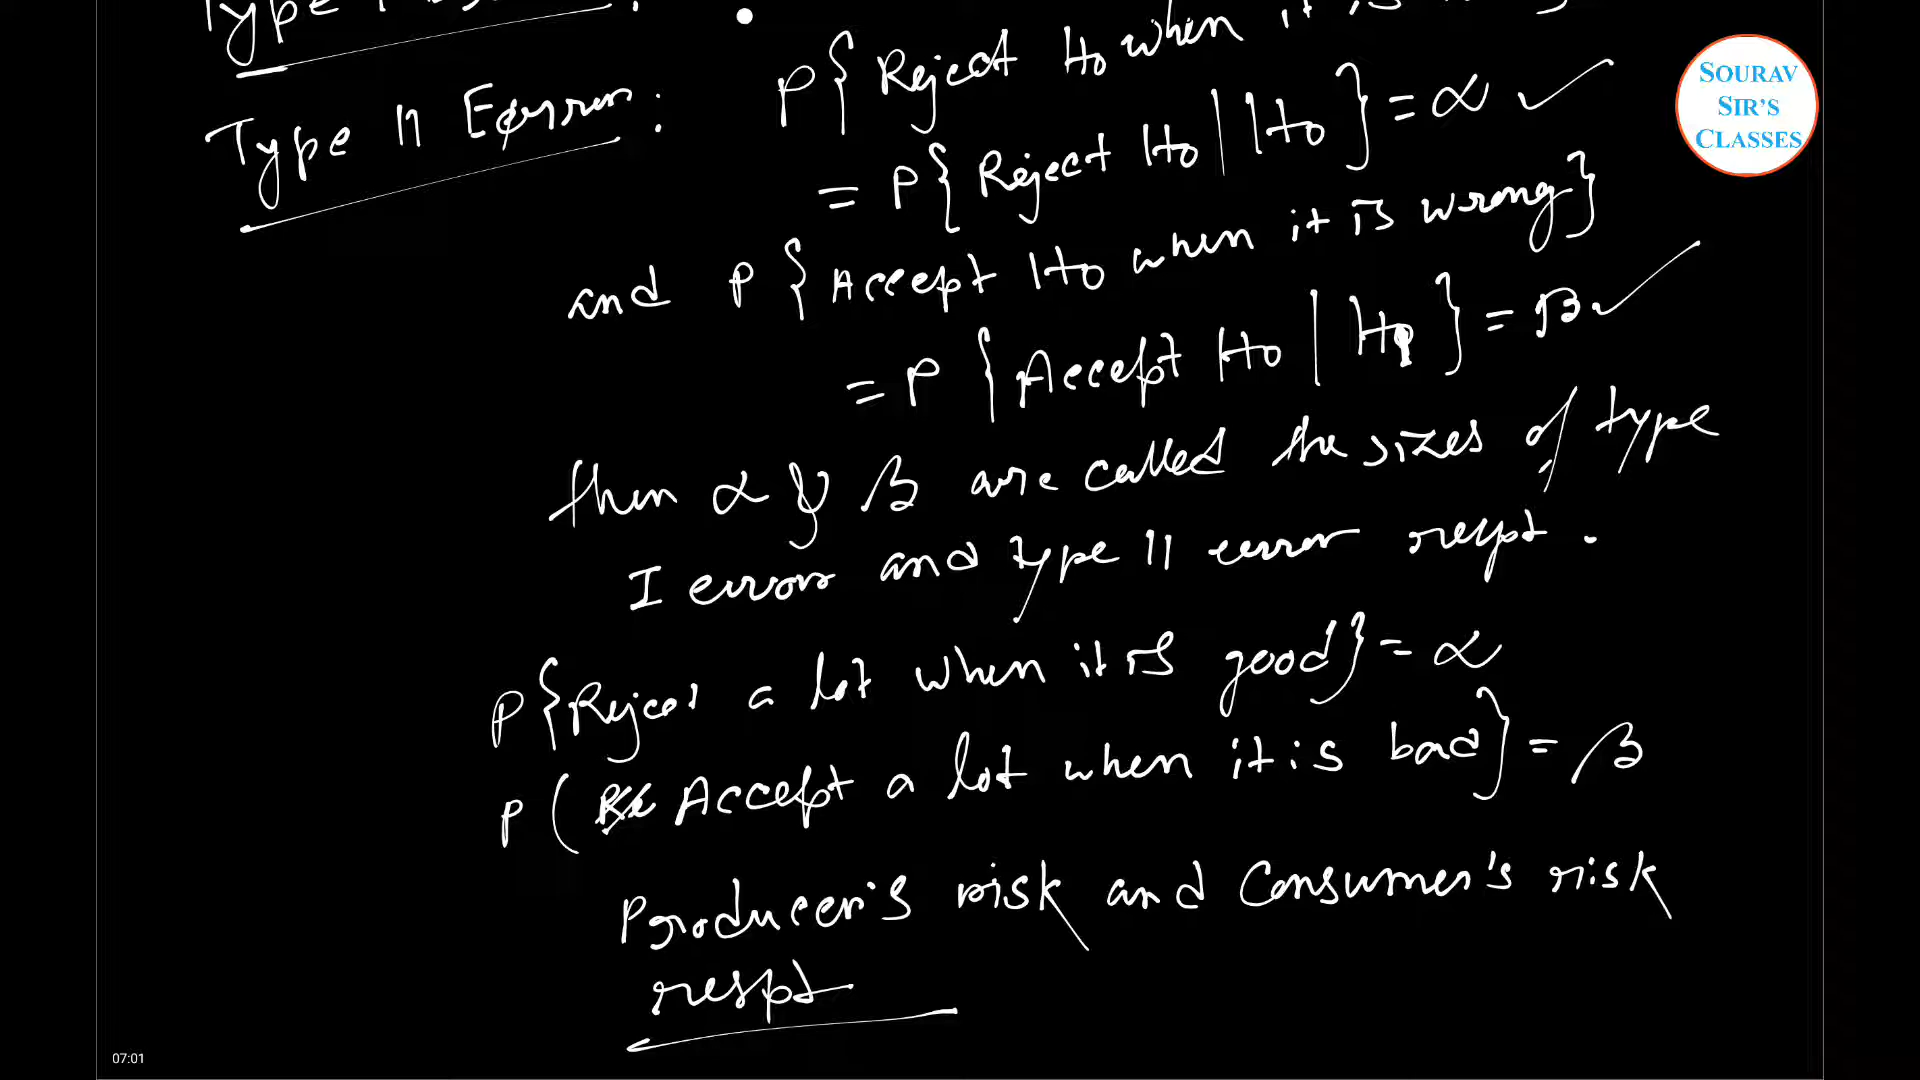 Type
Type II Error:
P{ Reject H0 when it is
= P{ Reject H0 | H0 } = α ✓
and P { Accept H0 when it is wrong }
= P { Accept H0 | H1 } = β ✓
then α & β are called the sizes of type
I error and type II error respt.
P{ Reject a lot when it is good } = α
P ( Accept a lot when it is bad } = β
Producer's risk and Consumer's risk
respt
SOURAV
SIR'S
CLASSES
07:01